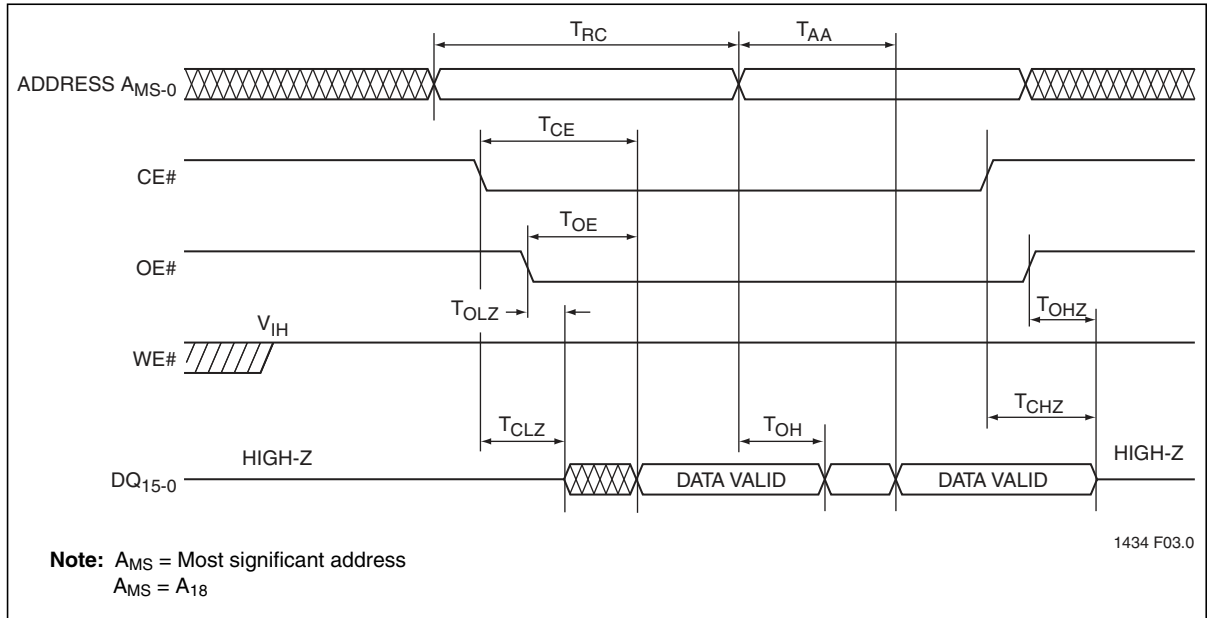 TRC TAA
ADDRESS AMS-0
TCE
CE#
TOE
OE#
TOLZ TOHZ
VIH
WE#
TCHZ
TCLZ TOH
HIGH-Z HIGH-Z
DQ15-0 DATA VALID DATA VALID
1434 F03.0
Note: AMS = Most significant address
AMS = A18